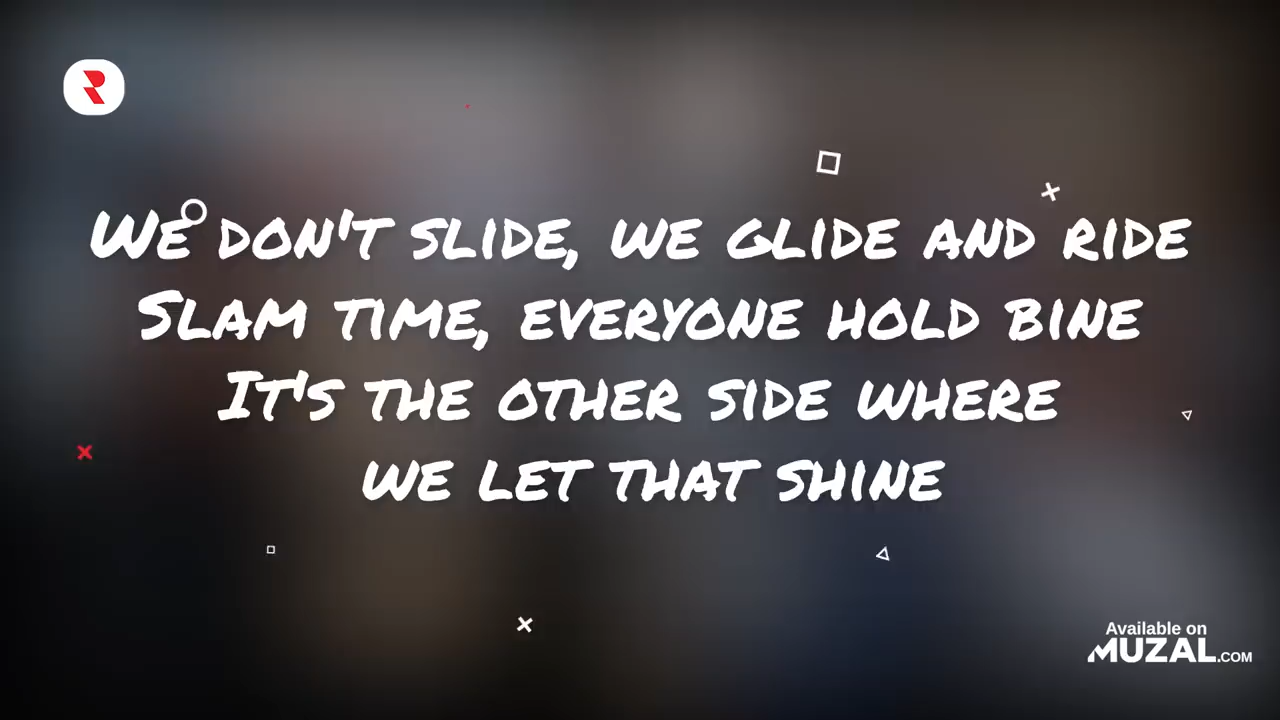 We don't slide, we glide and ride
Slam time, everyone hold bine
It's the other side where
we let that shine
Available on
MUZAL.COM